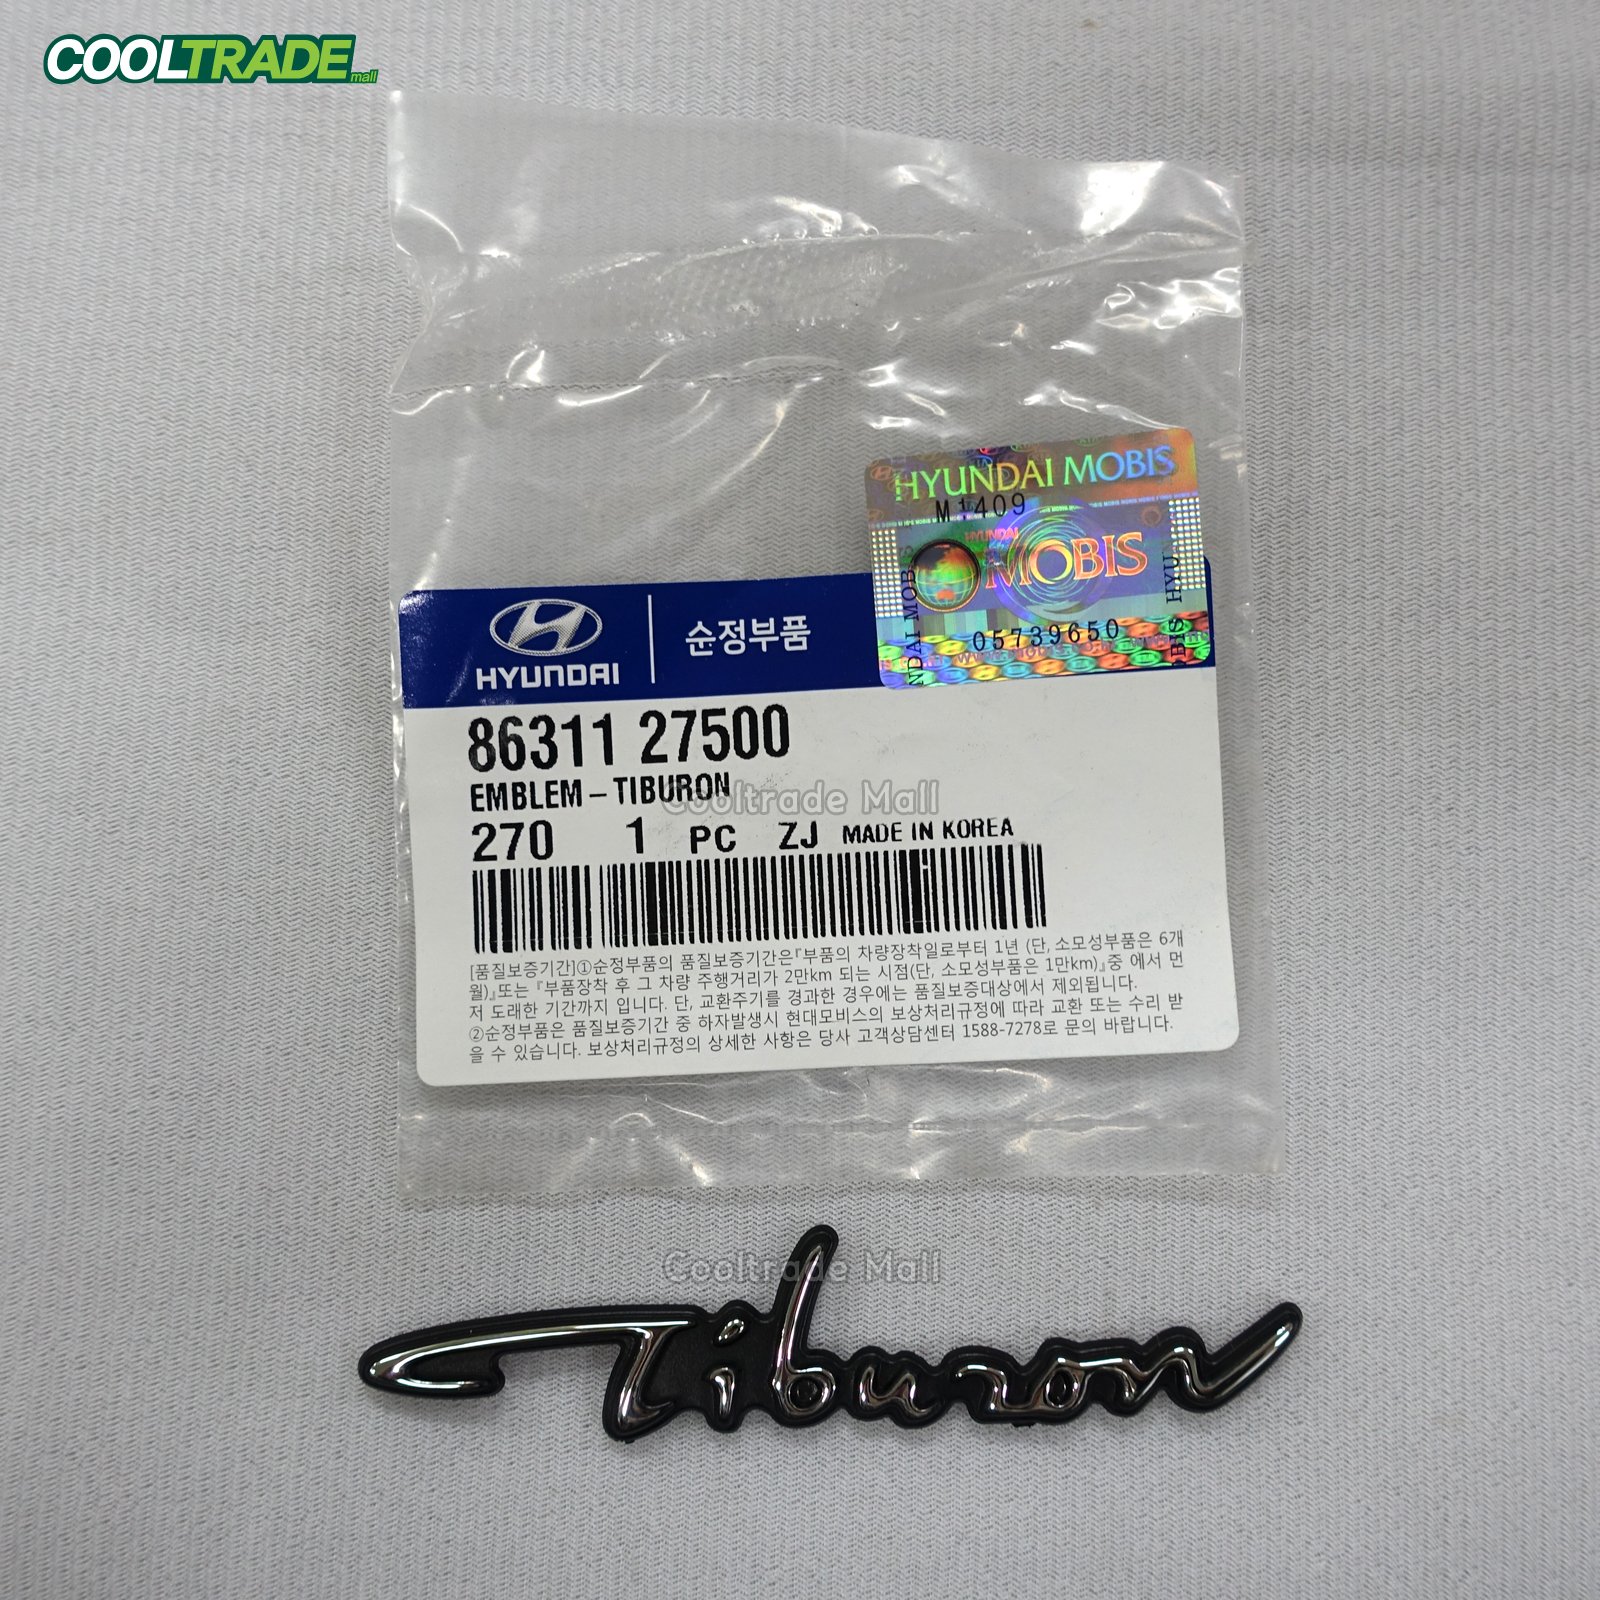 COOLTRADE mall
HYUNDAI MOBIS
M1409
HYUNDAI
MOBIS
05739650
HYUNDAI
순정부품
86311 27500
EMBLEM - TIBURON
Cooltrade Mall
270 1 PC ZJ MADE IN KOREA
[품질보증기간]①순정부품의 품질보증기간은『부품의 차량장착일로부터 1년 (단, 소모성부품은 6개
월)』또는 『부품장착 후 그 차량 주행거리가 2만km 되는 시점(단, 소모성부품은 1만km)』중 에서 먼
저 도래한 기간까지 입니다. 단, 교환주기를 경과한 경우에는 품질보증대상에서 제외됩니다.
②순정부품은 품질보증기간 중 하자발생시 현대모비스의 보상처리규정에 따라 교환 또는 수리 받
을 수 있습니다. 보상처리규정의 상세한 사항은 당사 고객상담센터 1588-7278로 문의 바랍니다.
Cooltrade Mall
Tiburon